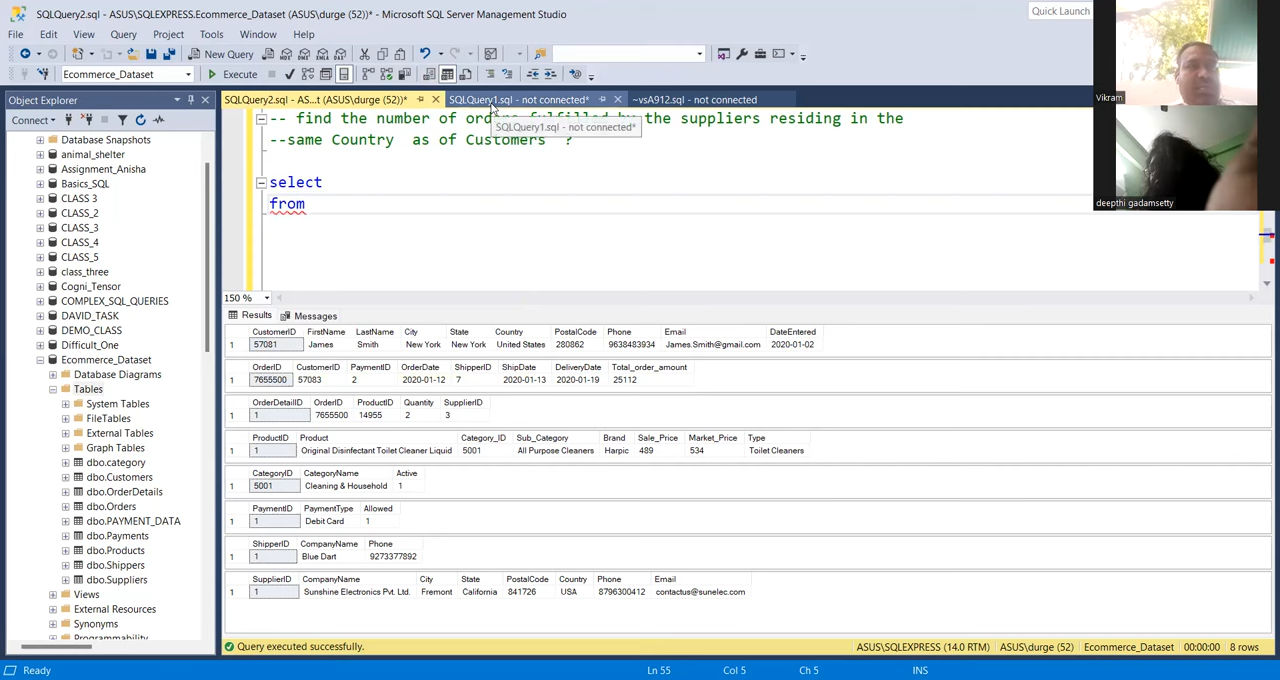 SQLQuery2.sql - ASUS\SQLEXPRESS.Ecommerce_Dataset (ASUS\durge (52))* - Microsoft SQL Server Management Studio
Quick Launch
File Edit View Query Project Tools Window Help
New Query
Ecommerce_Dataset Execute
Object Explorer
SQLQuery2.sql - AS...t (ASUS\durge (52))* SQLQuery1.sql - not connected* ~vsA912.sql - not connected
Vikram
deepthi gadamsetty
Connect
Database Snapshots
animal_shelter
Assignment_Anisha
Basics_SQL
CLASS 3
CLASS_2
CLASS_3
CLASS_4
CLASS_5
class_three
Cogni_Tensor
COMPLEX_SQL_QUERIES
DAVID_TASK
DEMO_CLASS
Difficult_One
Ecommerce_Dataset
Database Diagrams
Tables
System Tables
FileTables
External Tables
Graph Tables
dbo.category
dbo.Customers
dbo.OrderDetails
dbo.Orders
dbo.PAYMENT_DATA
dbo.Payments
dbo.Products
dbo.Shippers
dbo.Suppliers
Views
External Resources
Synonyms
Programmability
-- find the number of orders fulfilled by the suppliers residing in the
SQLQuery1.sql - not connected*
--same Country as of Customers ?
select
from
150 %
Results Messages
CustomerID FirstName LastName City State Country PostalCode Phone Email DateEntered
1 57081 James Smith New York New York United States 280862 9638483934 James.Smith@gmail.com 2020-01-02
OrderID CustomerID PaymentID OrderDate ShipperID ShipDate DeliveryDate Total_order_amount
1 7655500 57083 2 2020-01-12 7 2020-01-13 2020-01-19 25112
OrderDetailID OrderID ProductID Quantity SupplierID
1 1 7655500 14955 2 3
ProductID Product Category_ID Sub_Category Brand Sale_Price Market_Price Type
1 1 Original Disinfectant Toilet Cleaner Liquid 5001 All Purpose Cleaners Harpic 489 534 Toilet Cleaners
CategoryID CategoryName Active
1 5001 Cleaning & Household 1
PaymentID PaymentType Allowed
1 1 Debit Card 1
ShipperID CompanyName Phone
1 1 Blue Dart 9273377892
SupplierID CompanyName City State PostalCode Country Phone Email
1 1 Sunshine Electronics Pvt. Ltd. Fremont California 841726 USA 8796300412 contactus@sunelec.com
Query executed successfully. ASUS\SQLEXPRESS (14.0 RTM) ASUS\durge (52) Ecommerce_Dataset 00:00:00 8 rows
Ready Ln 55 Col 5 Ch 5 INS